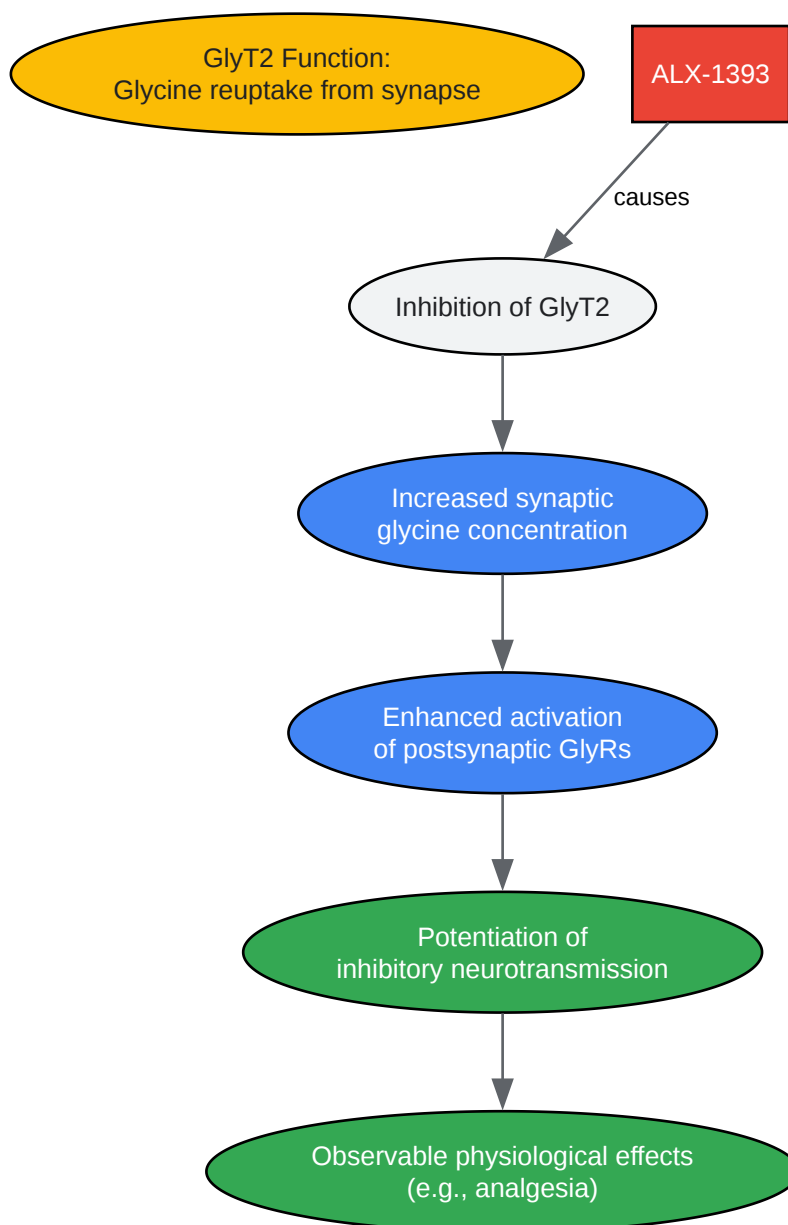 GlyT2 Function:
Glycine reuptake from synapse
ALX-1393
causes
Inhibition of GlyT2
Increased synaptic
glycine concentration
Enhanced activation
of postsynaptic GlyRs
Potentiation of
inhibitory neurotransmission
Observable physiological effects
(e.g., analgesia)